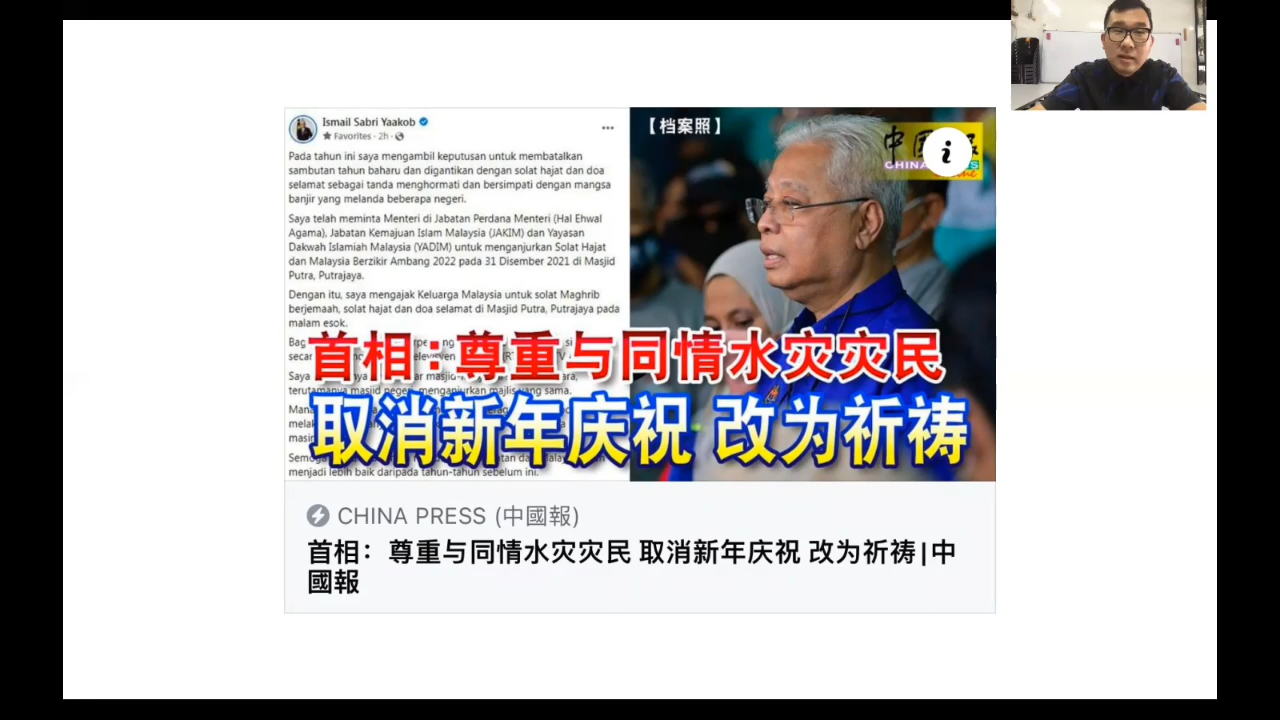 Ismail Sabri Yaakob
Favorites · 2h ·
Pada tahun ini saya mengambil keputusan untuk membatalkan
sambutan tahun baharu dan digantikan dengan solat hajat dan doa
selamat sebagai tanda menghormati dan bersimpati dengan mangsa
banjir yang melanda beberapa negeri.
Saya telah meminta Menteri di Jabatan Perdana Menteri (Hal Ehwal
Agama), Jabatan Kemajuan Islam Malaysia (JAKIM) dan Yayasan
Dakwah Islamiah Malaysia (YADIM) untuk menganjurkan Solat Hajat
dan Malaysia Berzikir Ambang 2022 pada 31 Disember 2021 di Masjid
Putra, Putrajaya.
Dengan itu, saya mengajak Keluarga Malaysia untuk solat Maghrib
berjemaah, solat hajat dan doa selamat di Masjid Putra, Putrajaya pada
malam esok.
menganjurkan majlis yang sama.
menjadi lebih baik daripada tahun-tahun sebelum ini.
【档案照】
首相：尊重与同情水灾灾民
取消新年庆祝 改为祈祷
CHINA PRESS (中國報)
首相：尊重与同情水灾灾民 取消新年庆祝 改为祈祷|中
國報